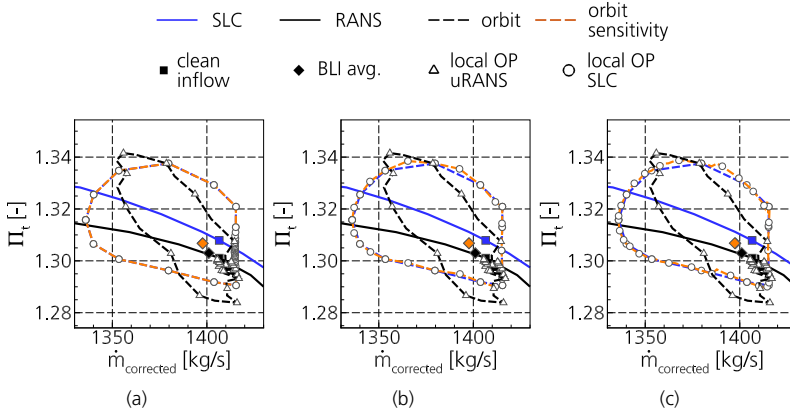 SLC RANS orbit orbit sensitivity
clean inflow BLI avg. local OP uRANS local OP SLC
Π_t [-] Π_t [-] Π_t [-]
1.34 1.34 1.34
1.32 1.32 1.32
1.30 1.30 1.30
1.28 1.28 1.28
1350 1400 1350 1400 1350 1400
ṁ_corrected [kg/s] ṁ_corrected [kg/s] ṁ_corrected [kg/s]
(a) (b) (c)